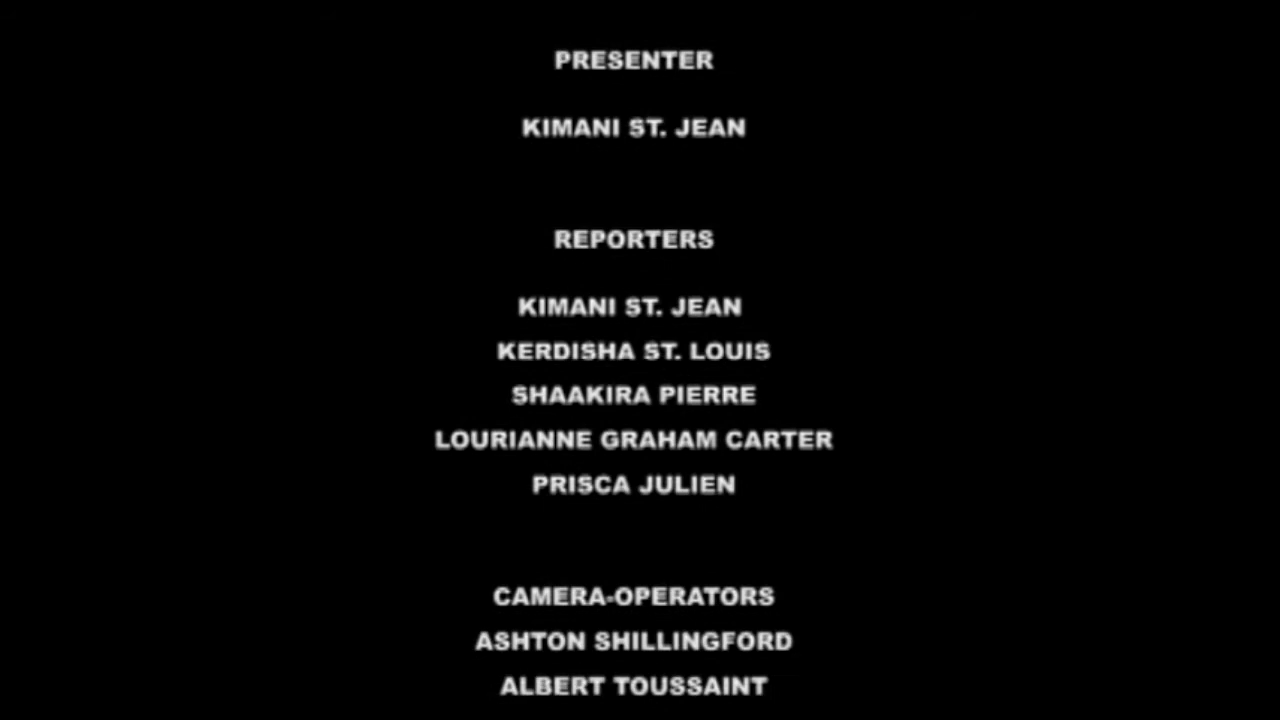 PRESENTER
KIMANI ST. JEAN
REPORTERS
KIMANI ST. JEAN
KERDISHA ST. LOUIS
SHAAKIRA PIERRE
LOURIANNE GRAHAM CARTER
PRISCA JULIEN
CAMERA-OPERATORS
ASHTON SHILLINGFORD
ALBERT TOUSSAINT